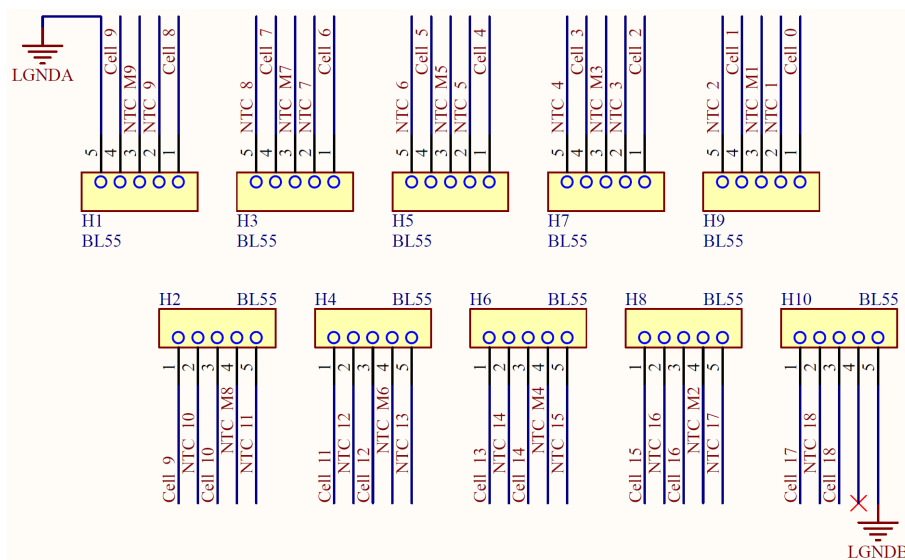 LGNDA
Cell 9
NTC M9
NTC 9
Cell 8
NTC 8
Cell 7
NTC M7
NTC 7
Cell 6
NTC 6
Cell 5
NTC M5
NTC 5
Cell 4
NTC 4
Cell 3
NTC M3
NTC 3
Cell 2
NTC 2
Cell 1
NTC M1
NTC 1
Cell 0
5 4 3 2 1
5 4 3 2 1
5 4 3 2 1
5 4 3 2 1
5 4 3 2 1
H1
BL55
H3
BL55
H5
BL55
H7
BL55
H9
BL55
H2 BL55
H4 BL55
H6 BL55
H8 BL55
H10 BL55
1 2 3 4 5
1 2 3 4 5
1 2 3 4 5
1 2 3 4 5
1 2 3 4 5
Cell 9
NTC 10
Cell 10
NTC M8
NTC 11
Cell 11
NTC 12
Cell 12
NTC M6
NTC 13
Cell 13
NTC 14
Cell 14
NTC M4
NTC 15
Cell 15
NTC 16
Cell 16
NTC M2
NTC 17
Cell 17
NTC 18
Cell 18
LGNDB